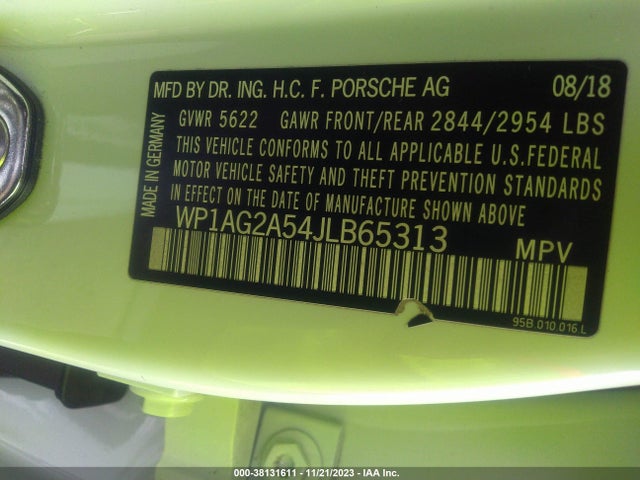 MFD BY DR. ING. H.C. F. PORSCHE AG 08/18
GVWR 5622 GAWR FRONT/REAR 2844/2954 LBS
THIS VEHICLE CONFORMS TO ALL APPLICABLE U.S.FEDERAL
MOTOR VEHICLE SAFETY AND THEFT PREVENTION STANDARDS
IN EFFECT ON THE DATE OF MANUFACTURE SHOWN ABOVE
MADE IN GERMANY
WP1AG2A54JLB65313 MPV
95B.010.016.L
000-38131611 - 11/21/2023 - IAA Inc.